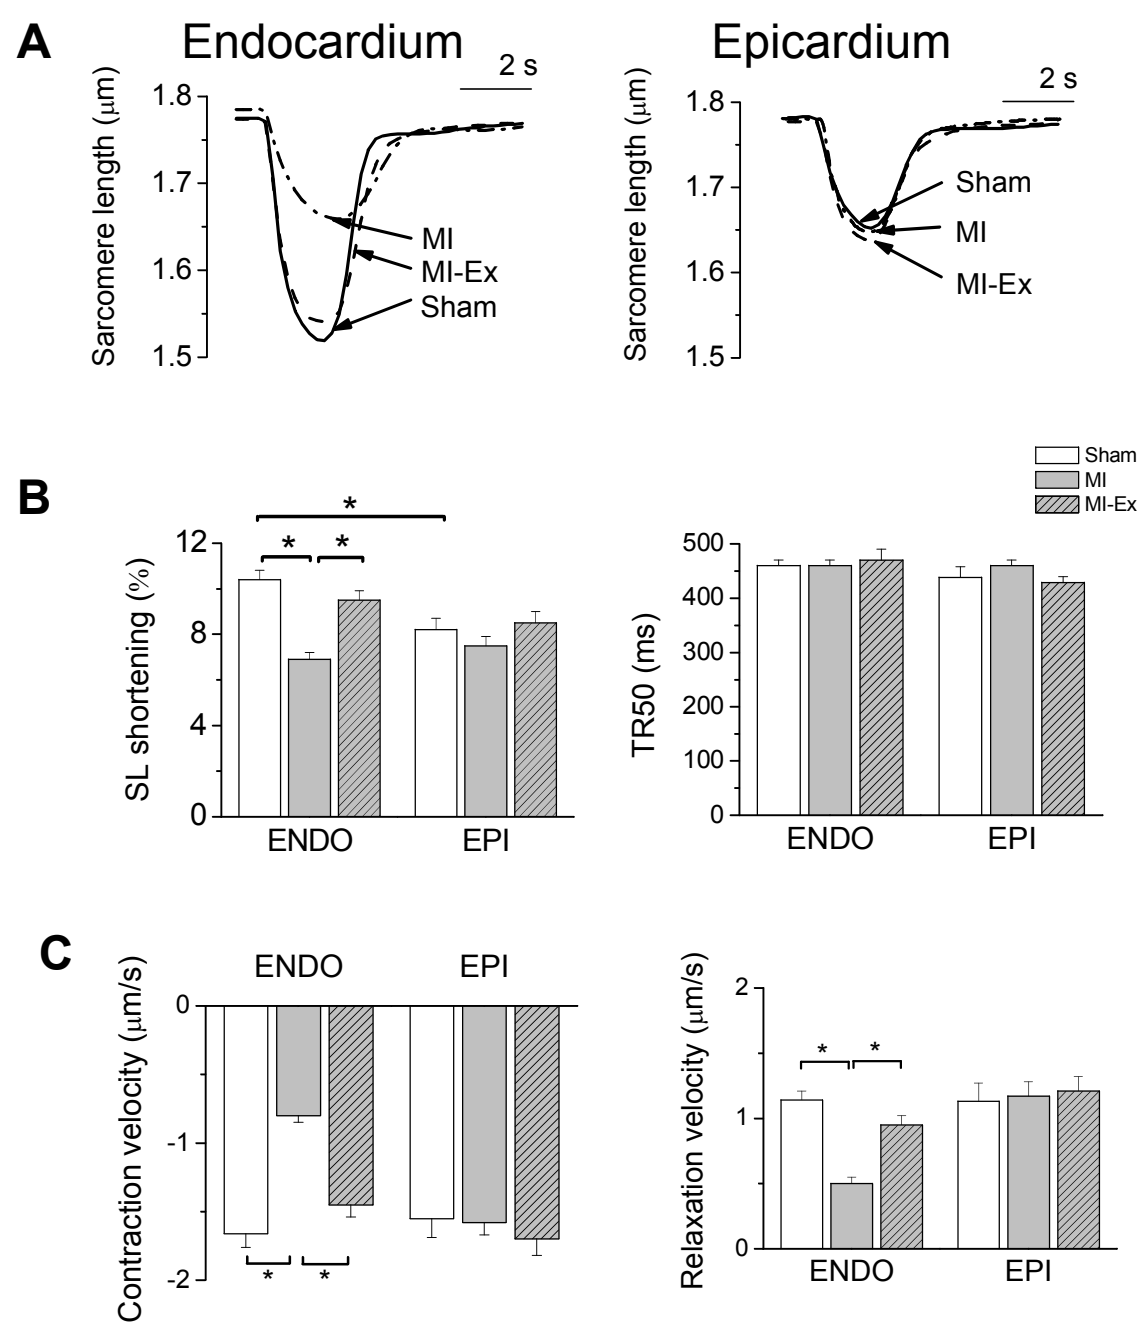 A
Endocardium
Epicardium
2 s
2 s
Sarcomere length (μm)
1.8
1.7
1.6
1.5
MI
MI-Ex
Sham
Sarcomere length (μm)
1.8
1.7
1.6
1.5
Sham
MI
MI-Ex
B
Sham
MI
MI-Ex
SL shortening (%)
12
8
4
0
*
* *
ENDO EPI
TR50 (ms)
500
400
300
200
100
0
ENDO EPI
C
Contraction velocity (μm/s)
ENDO EPI
0
-1
-2
* *
Relaxation velocity (μm/s)
2
1
0
* *
ENDO EPI